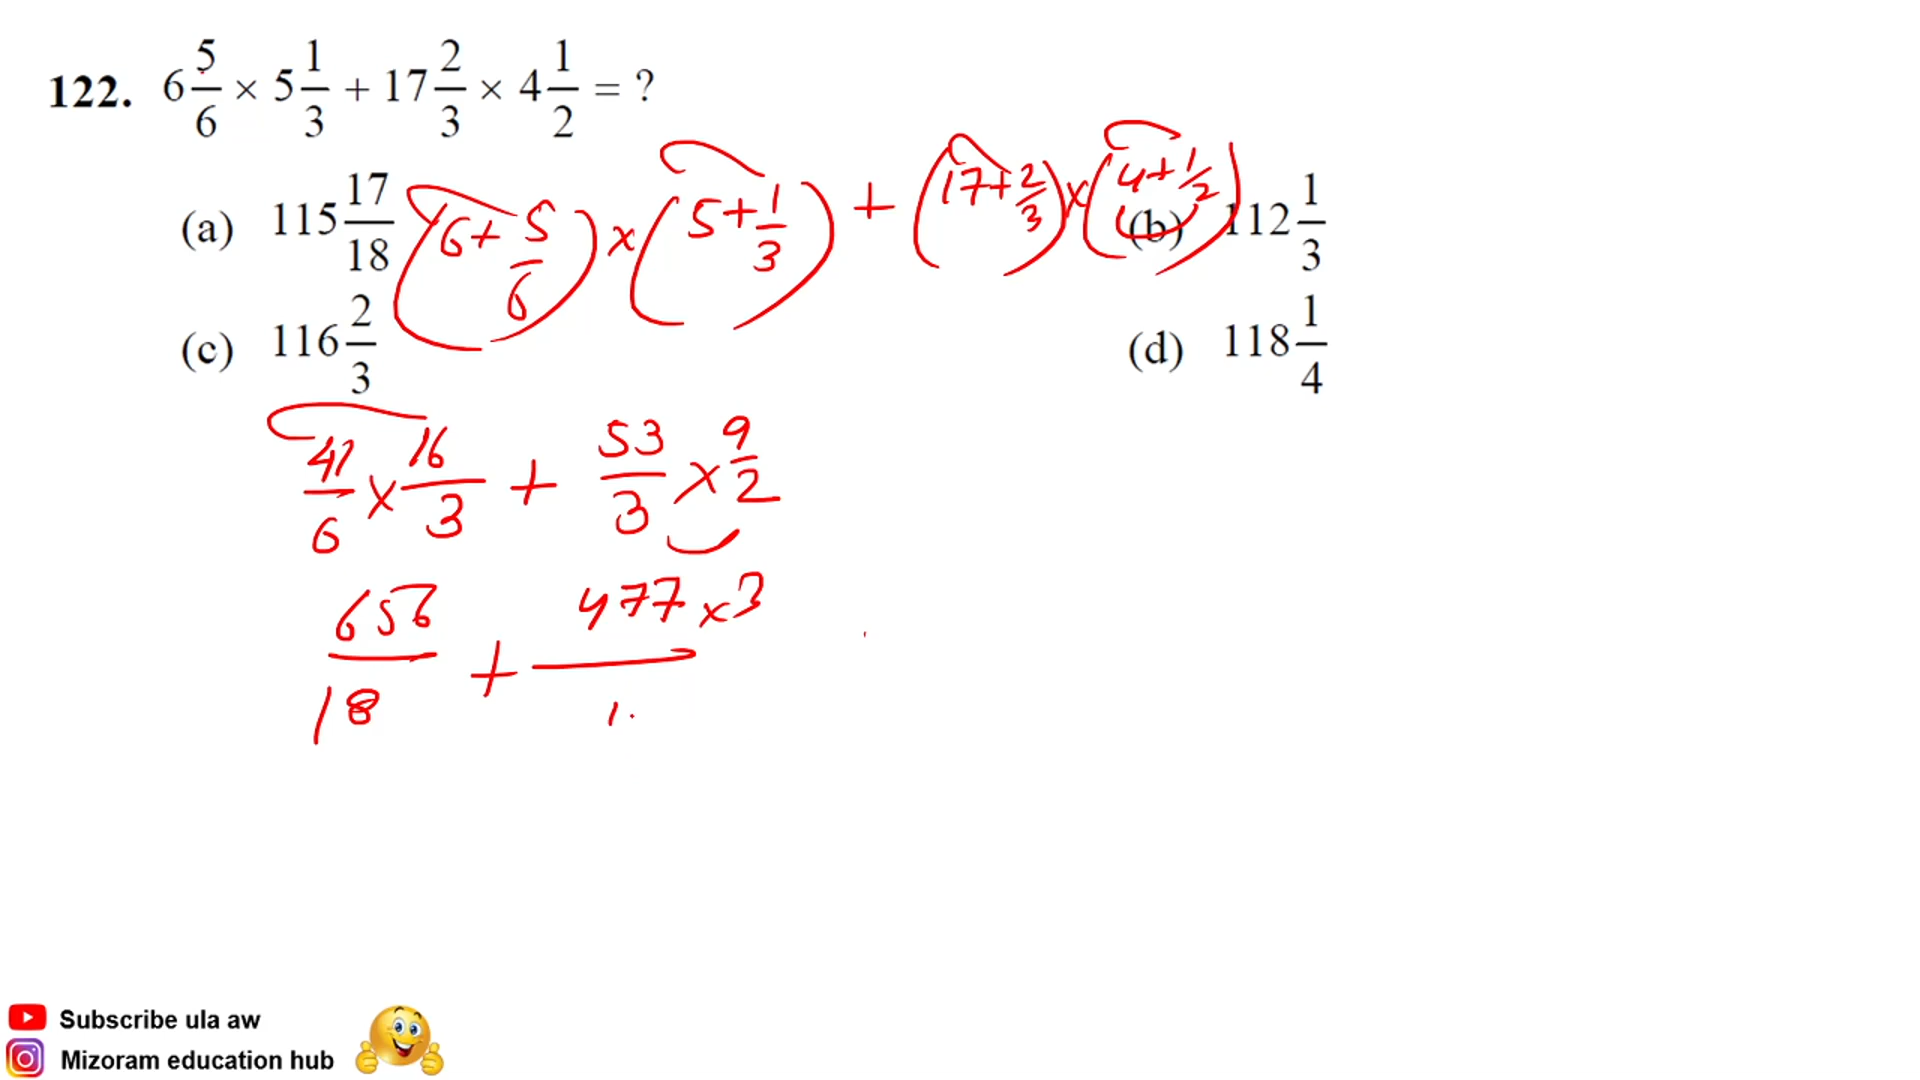 122. 6 5/6 × 5 1/3 + 17 2/3 × 4 1/2 = ?
(a) 115 17/18 (b) 112 1/3
(6+5/6) × (5+1/3) + (17+2/3) × (4+1/2)
(c) 116 2/3 (d) 118 1/4
41/6 × 16/3 + 53/3 × 9/2
656/18 + 477×3/1
Subscribe ula aw
Mizoram education hub